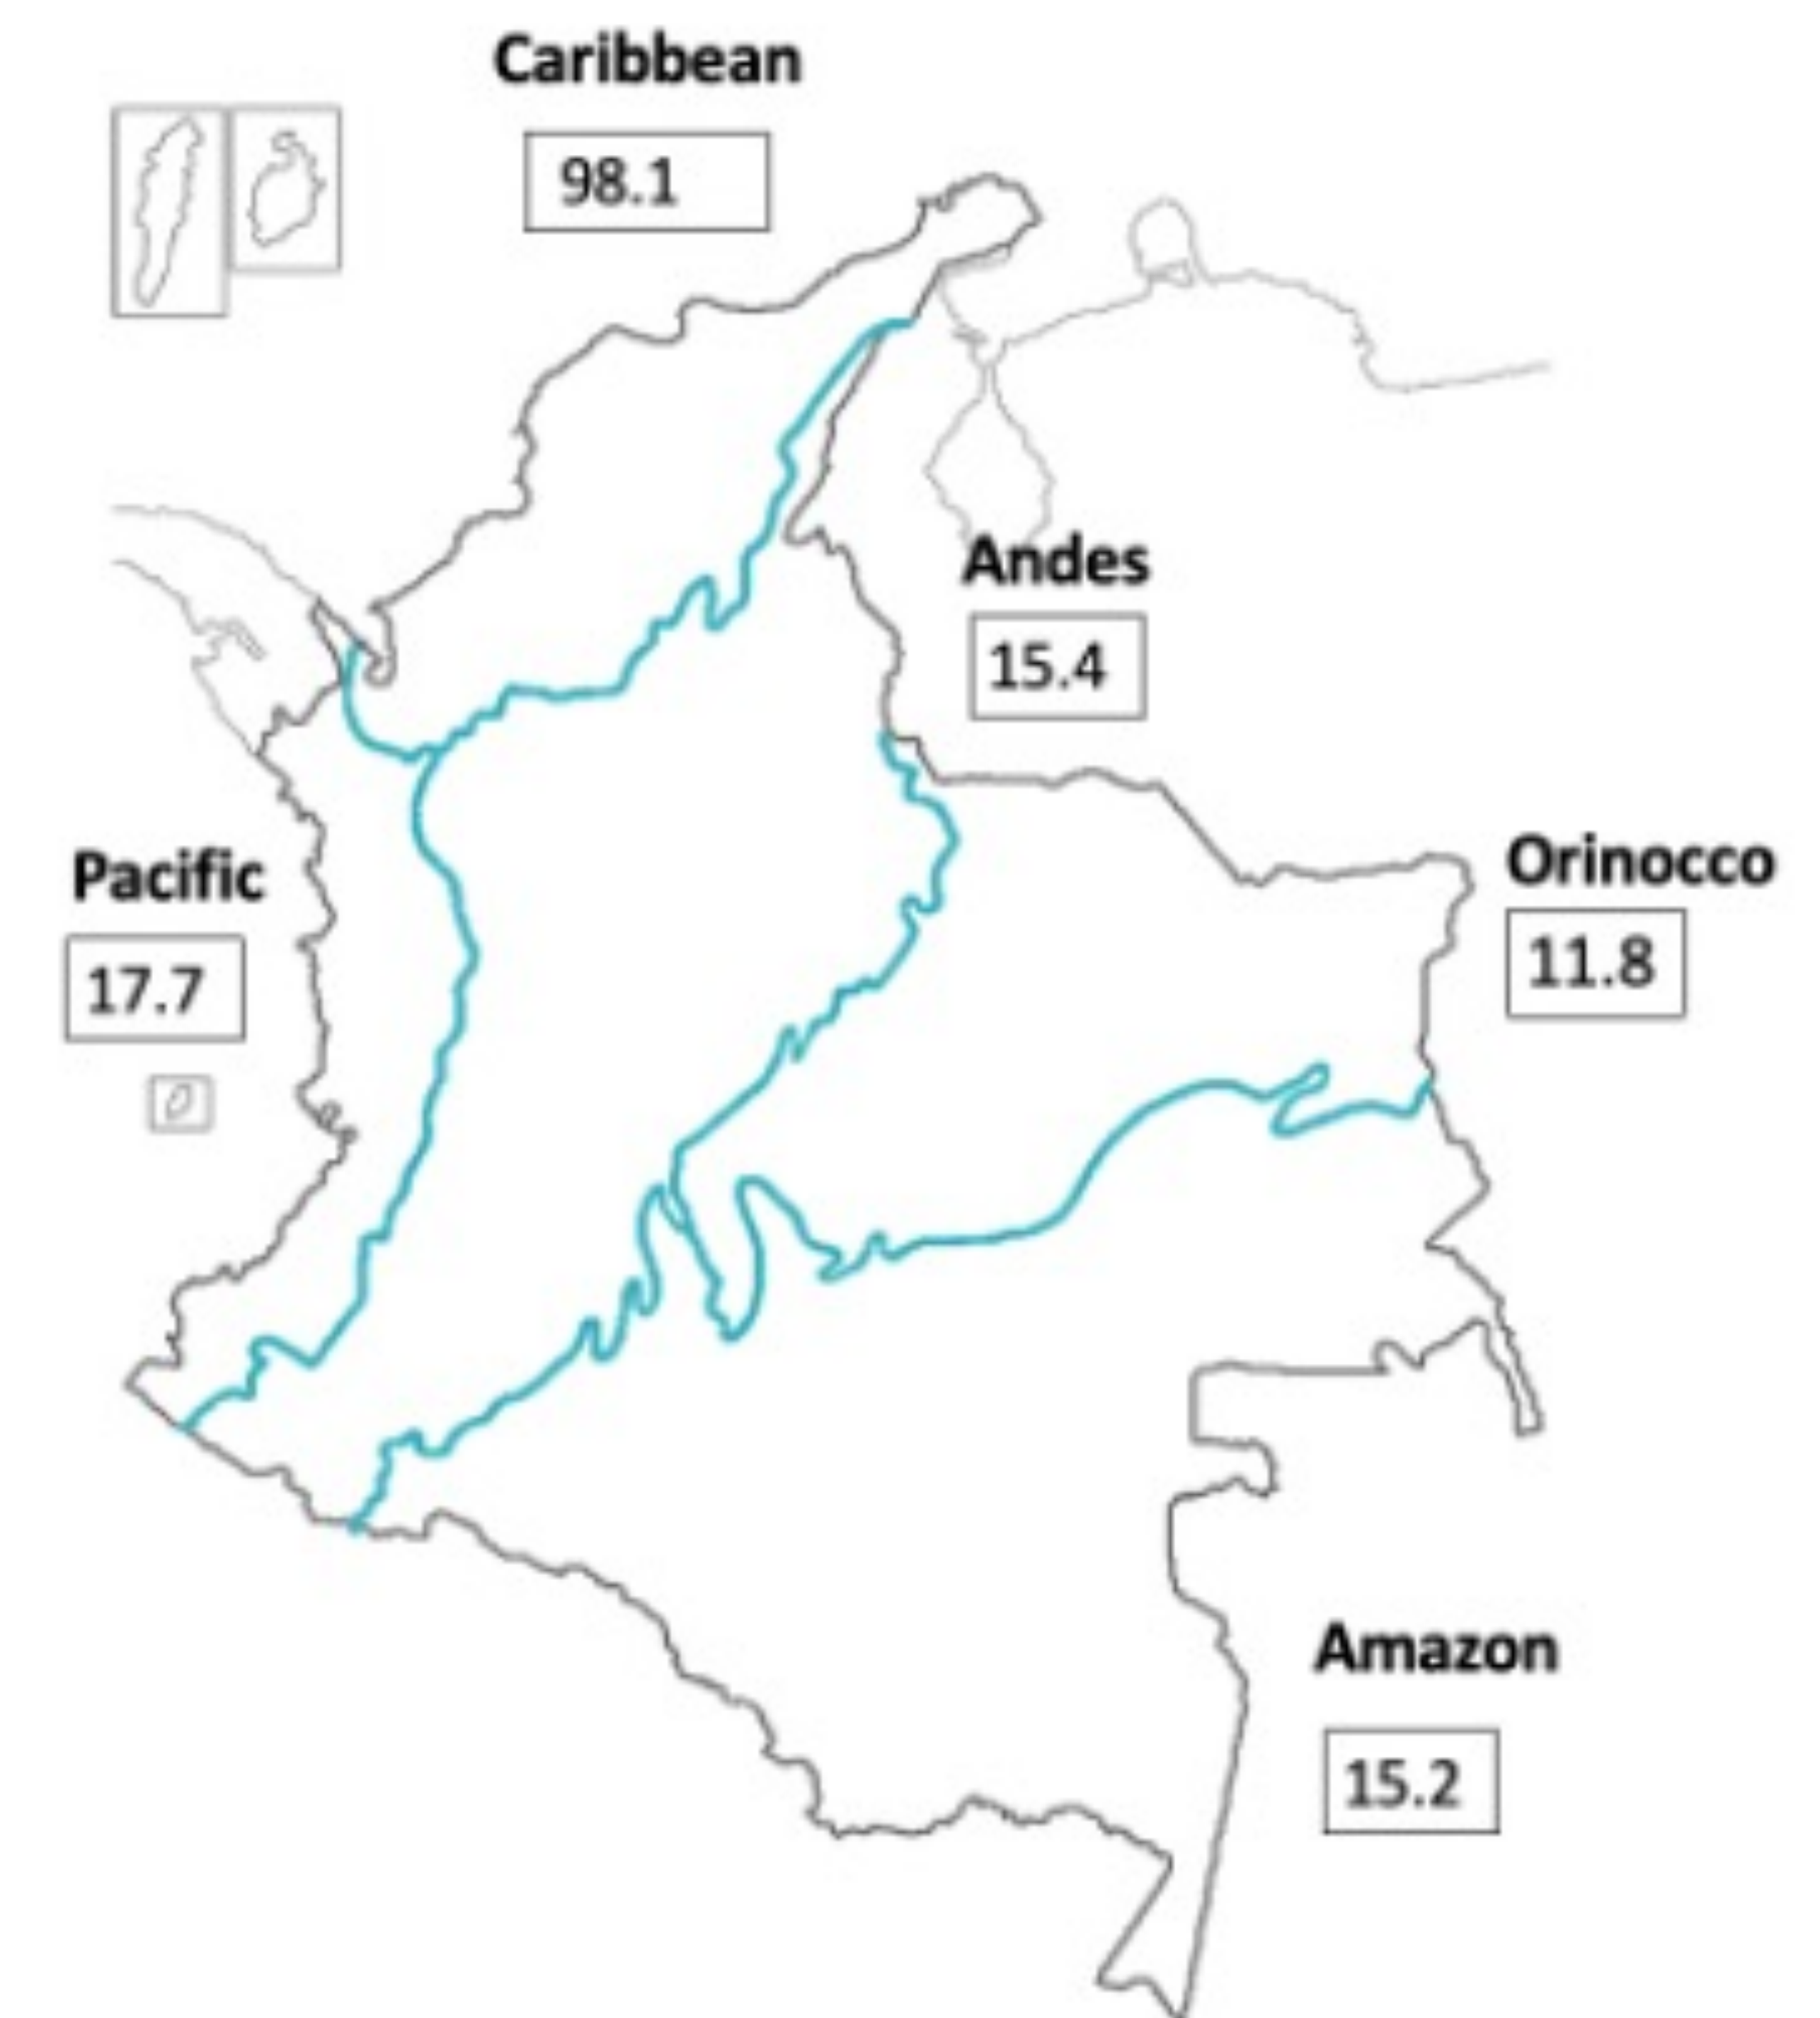 Caribbean
98.1
Andes
15.4
Pacific
17.7
Orinocco
11.8
Amazon
15.2